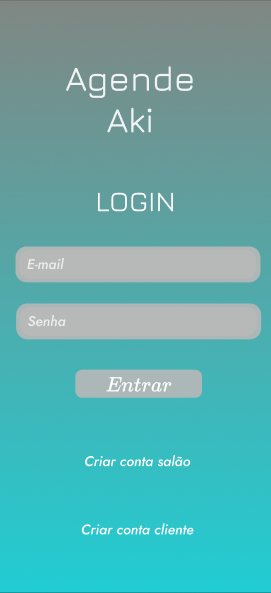 Agende
Aki
LOGIN
E-mail
Senha
Entrar
Criar conta salão
Criar conta cliente